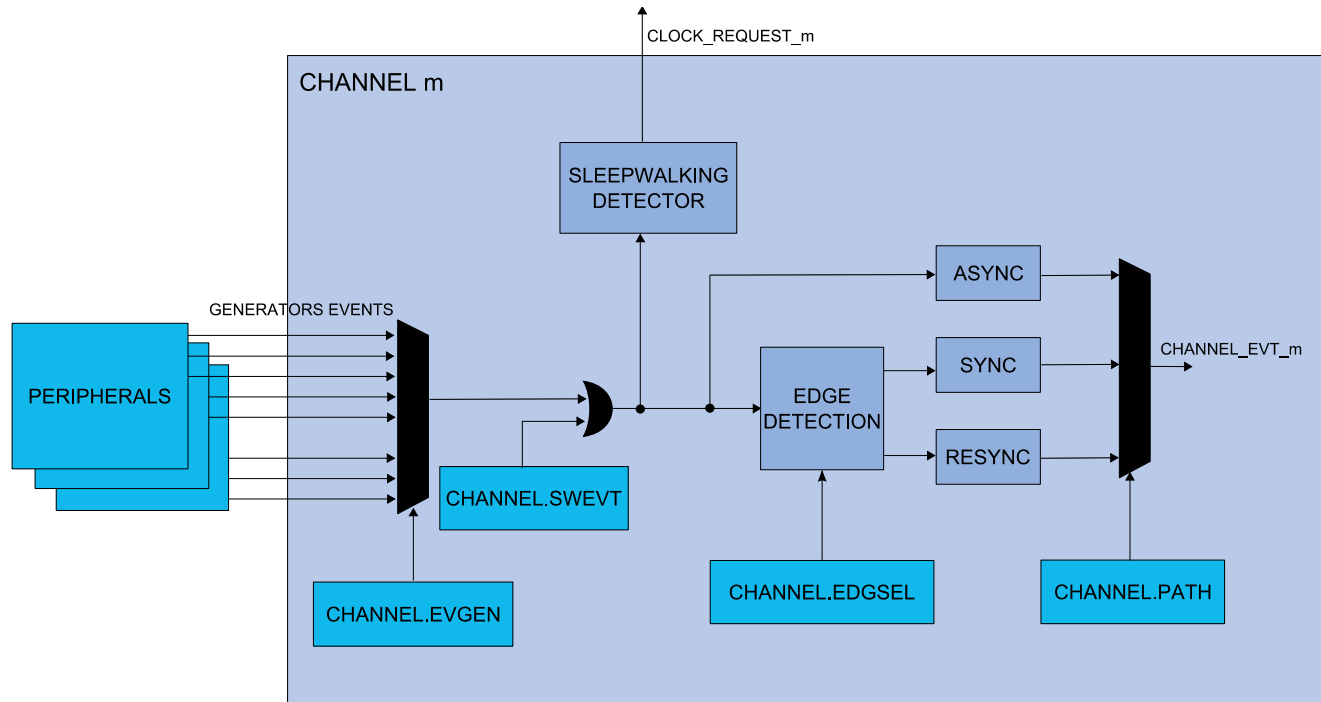 CLOCK_REQUEST_m
CHANNEL m
SLEEPWALKING
DETECTOR
ASYNC
GENERATORS EVENTS
PERIPHERALS
CHANNEL_EVT_m
SYNC
EDGE
DETECTION
RESYNC
CHANNEL.SWEVT
CHANNEL.EVGEN
CHANNEL.EDGSEL
CHANNEL.PATH